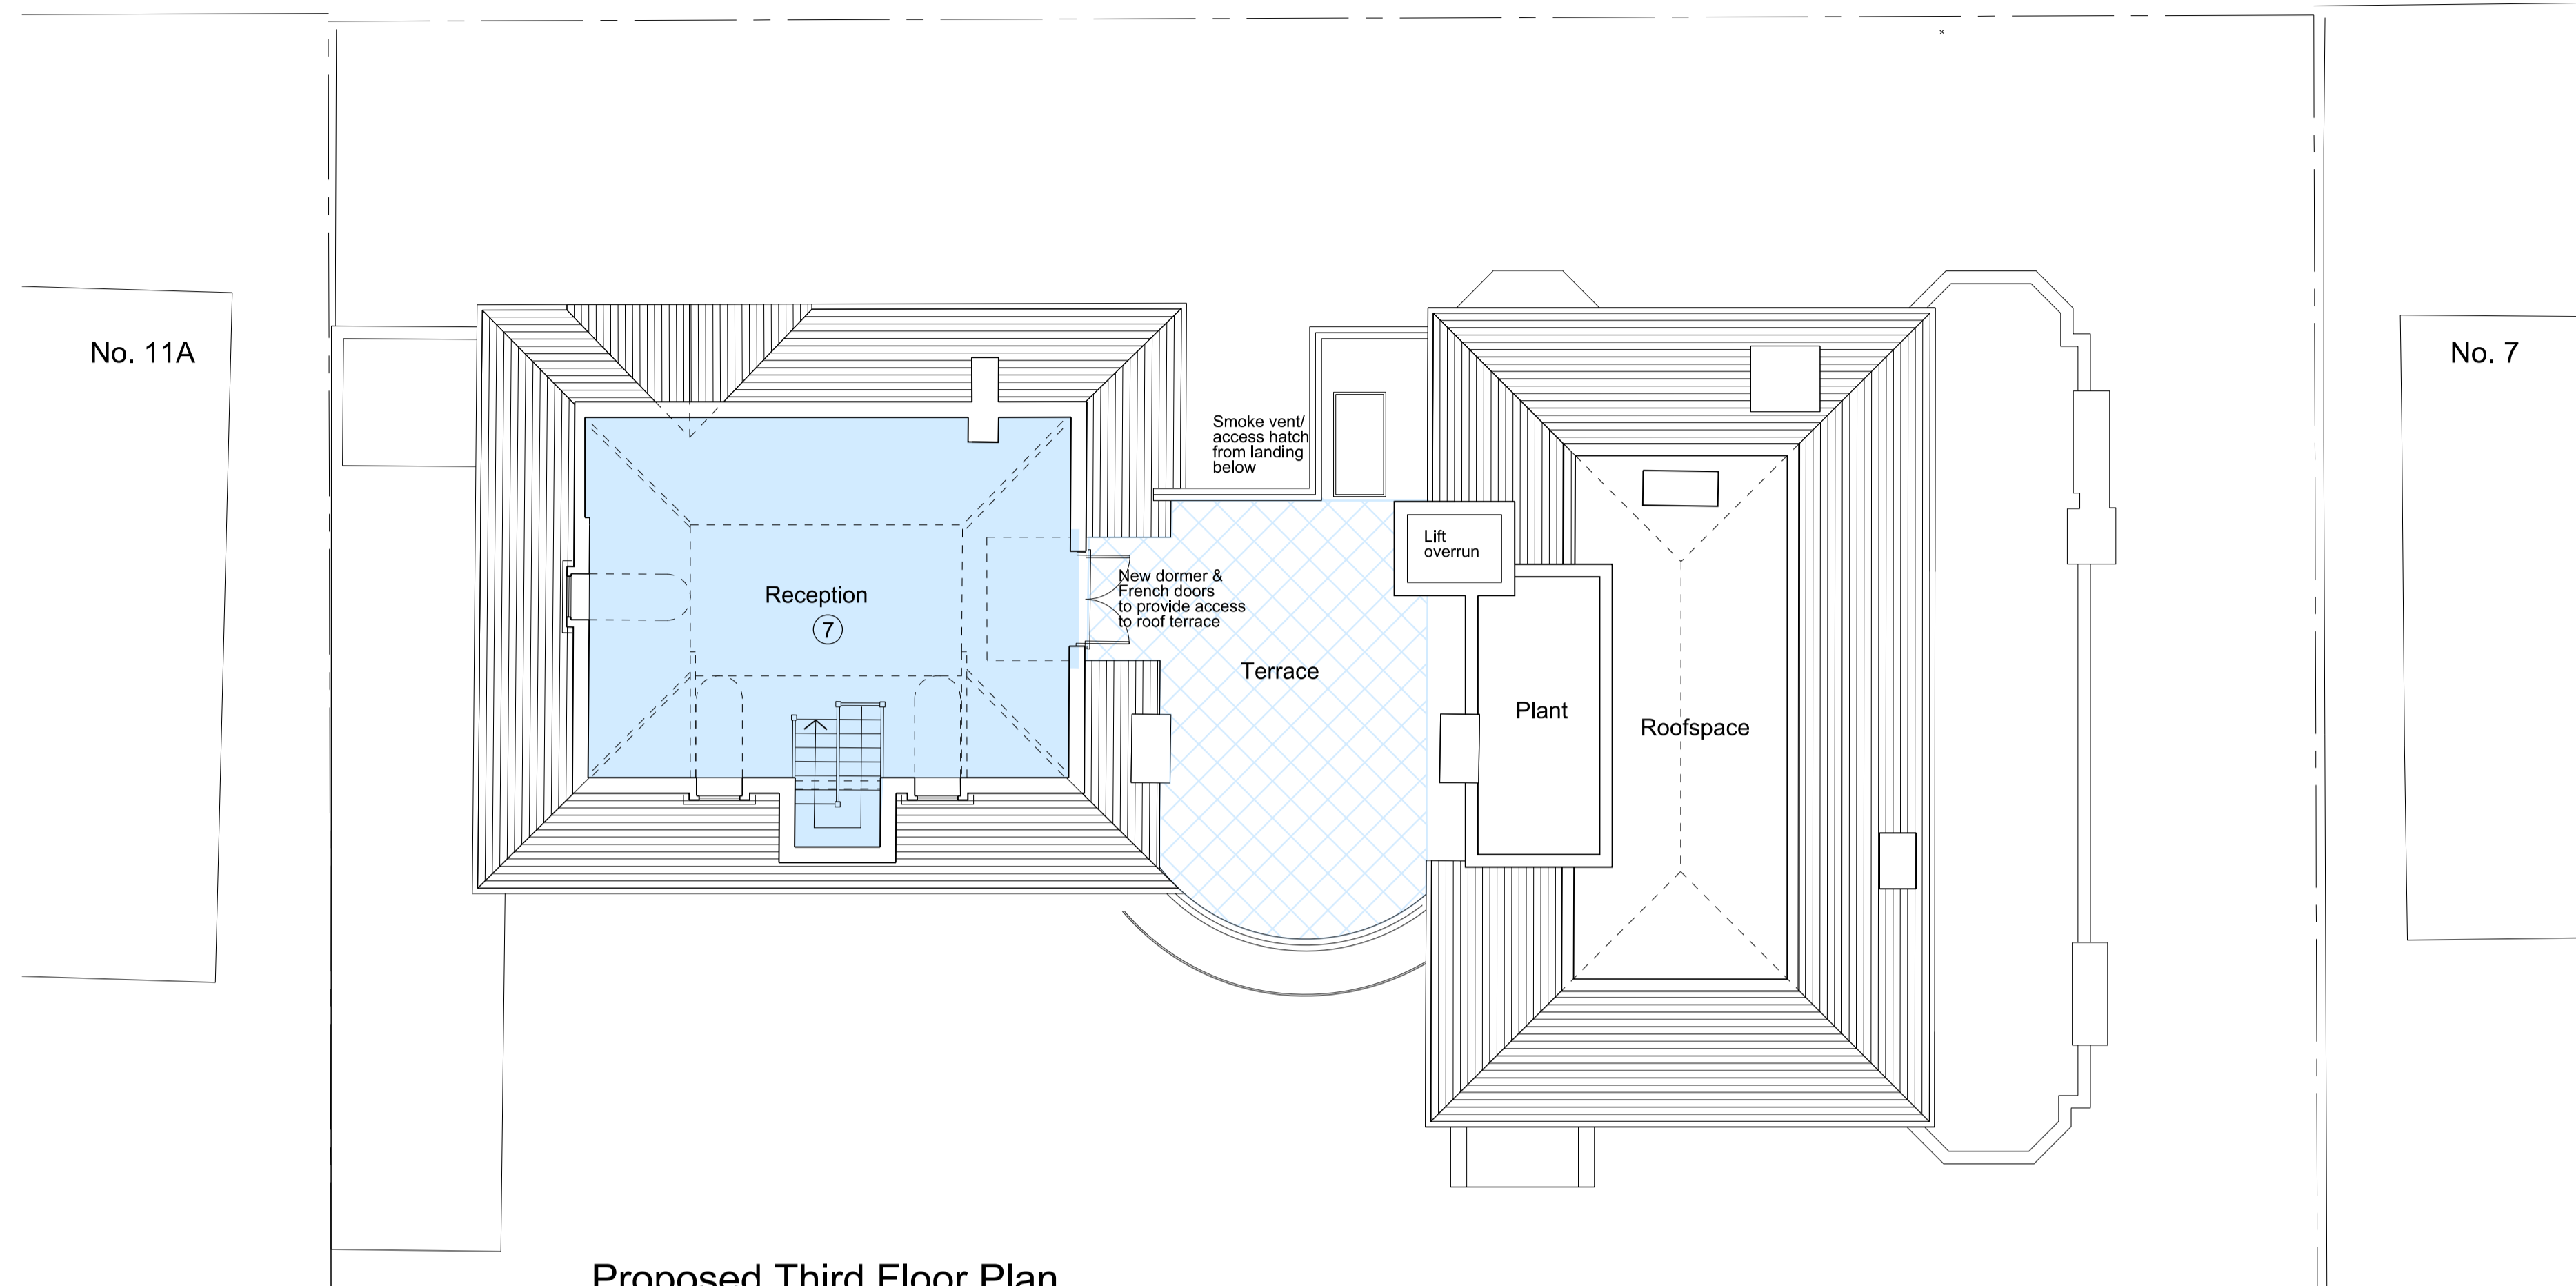 No. 11A
No. 7
Smoke vent/
access hatch
from landing
below
Lift
overrun
New dormer &
French doors
to provide access
to roof terrace
Reception
7
Terrace
Plant
Roofspace
Proposed Third Floor Plan